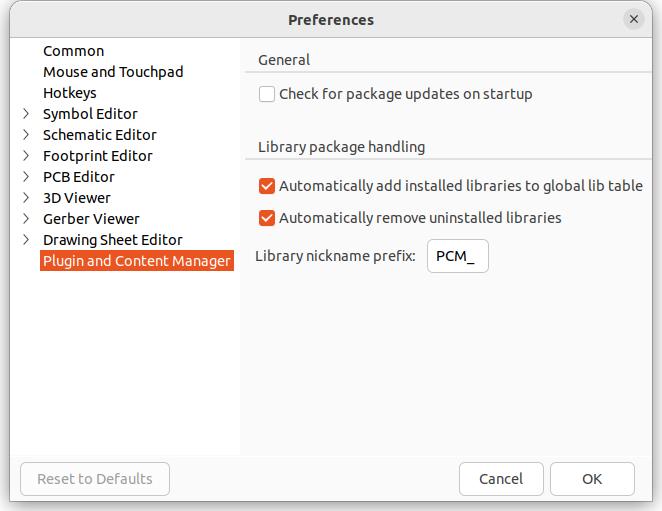 Preferences
Common
Mouse and Touchpad
Hotkeys
Symbol Editor
Schematic Editor
Footprint Editor
PCB Editor
3D Viewer
Gerber Viewer
Drawing Sheet Editor
Plugin and Content Manager
General
Check for package updates on startup
Library package handling
Automatically add installed libraries to global lib table
Automatically remove uninstalled libraries
Library nickname prefix: PCM_
Reset to Defaults
Cancel
OK